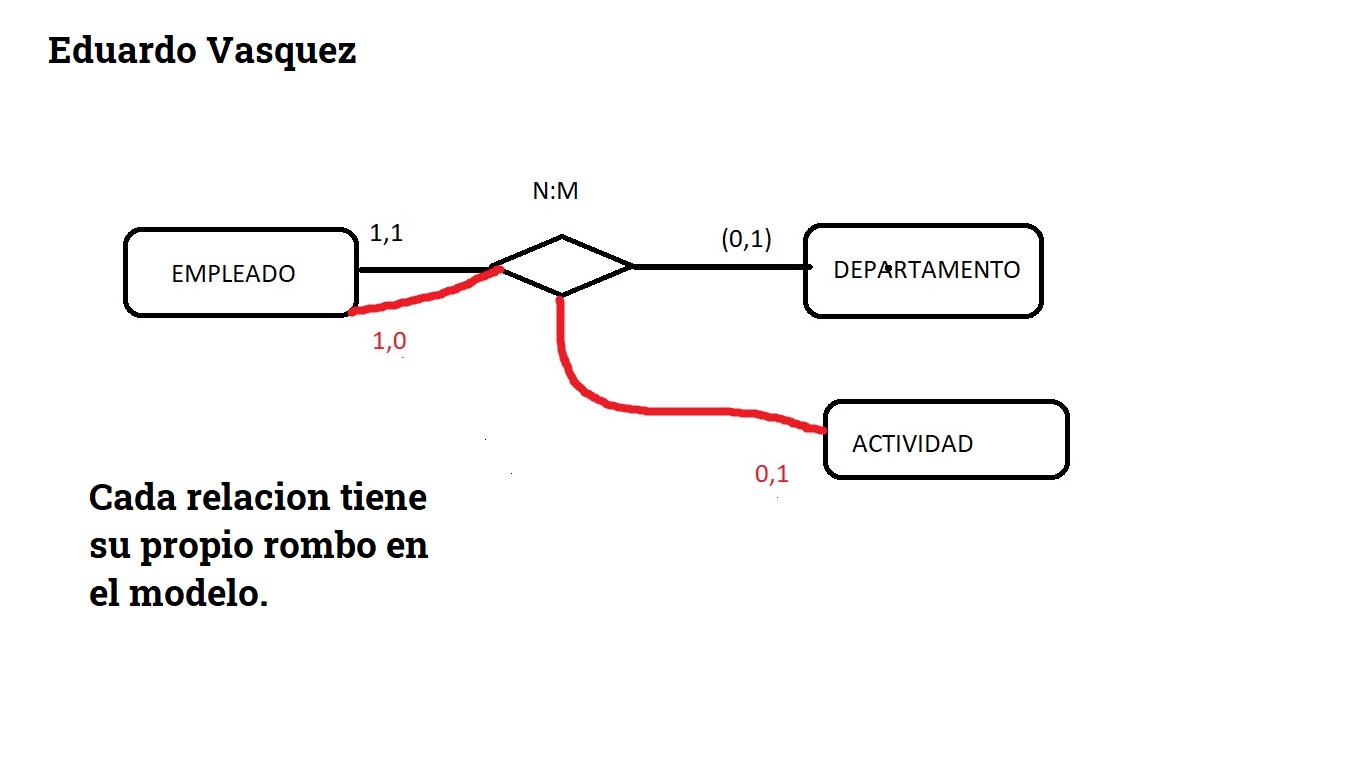 Eduardo Vasquez
N:M
1,1
(0,1)
EMPLEADO
DEPARTAMENTO
1,0
ACTIVIDAD
0,1
Cada relacion tiene
su propio rombo en
el modelo.